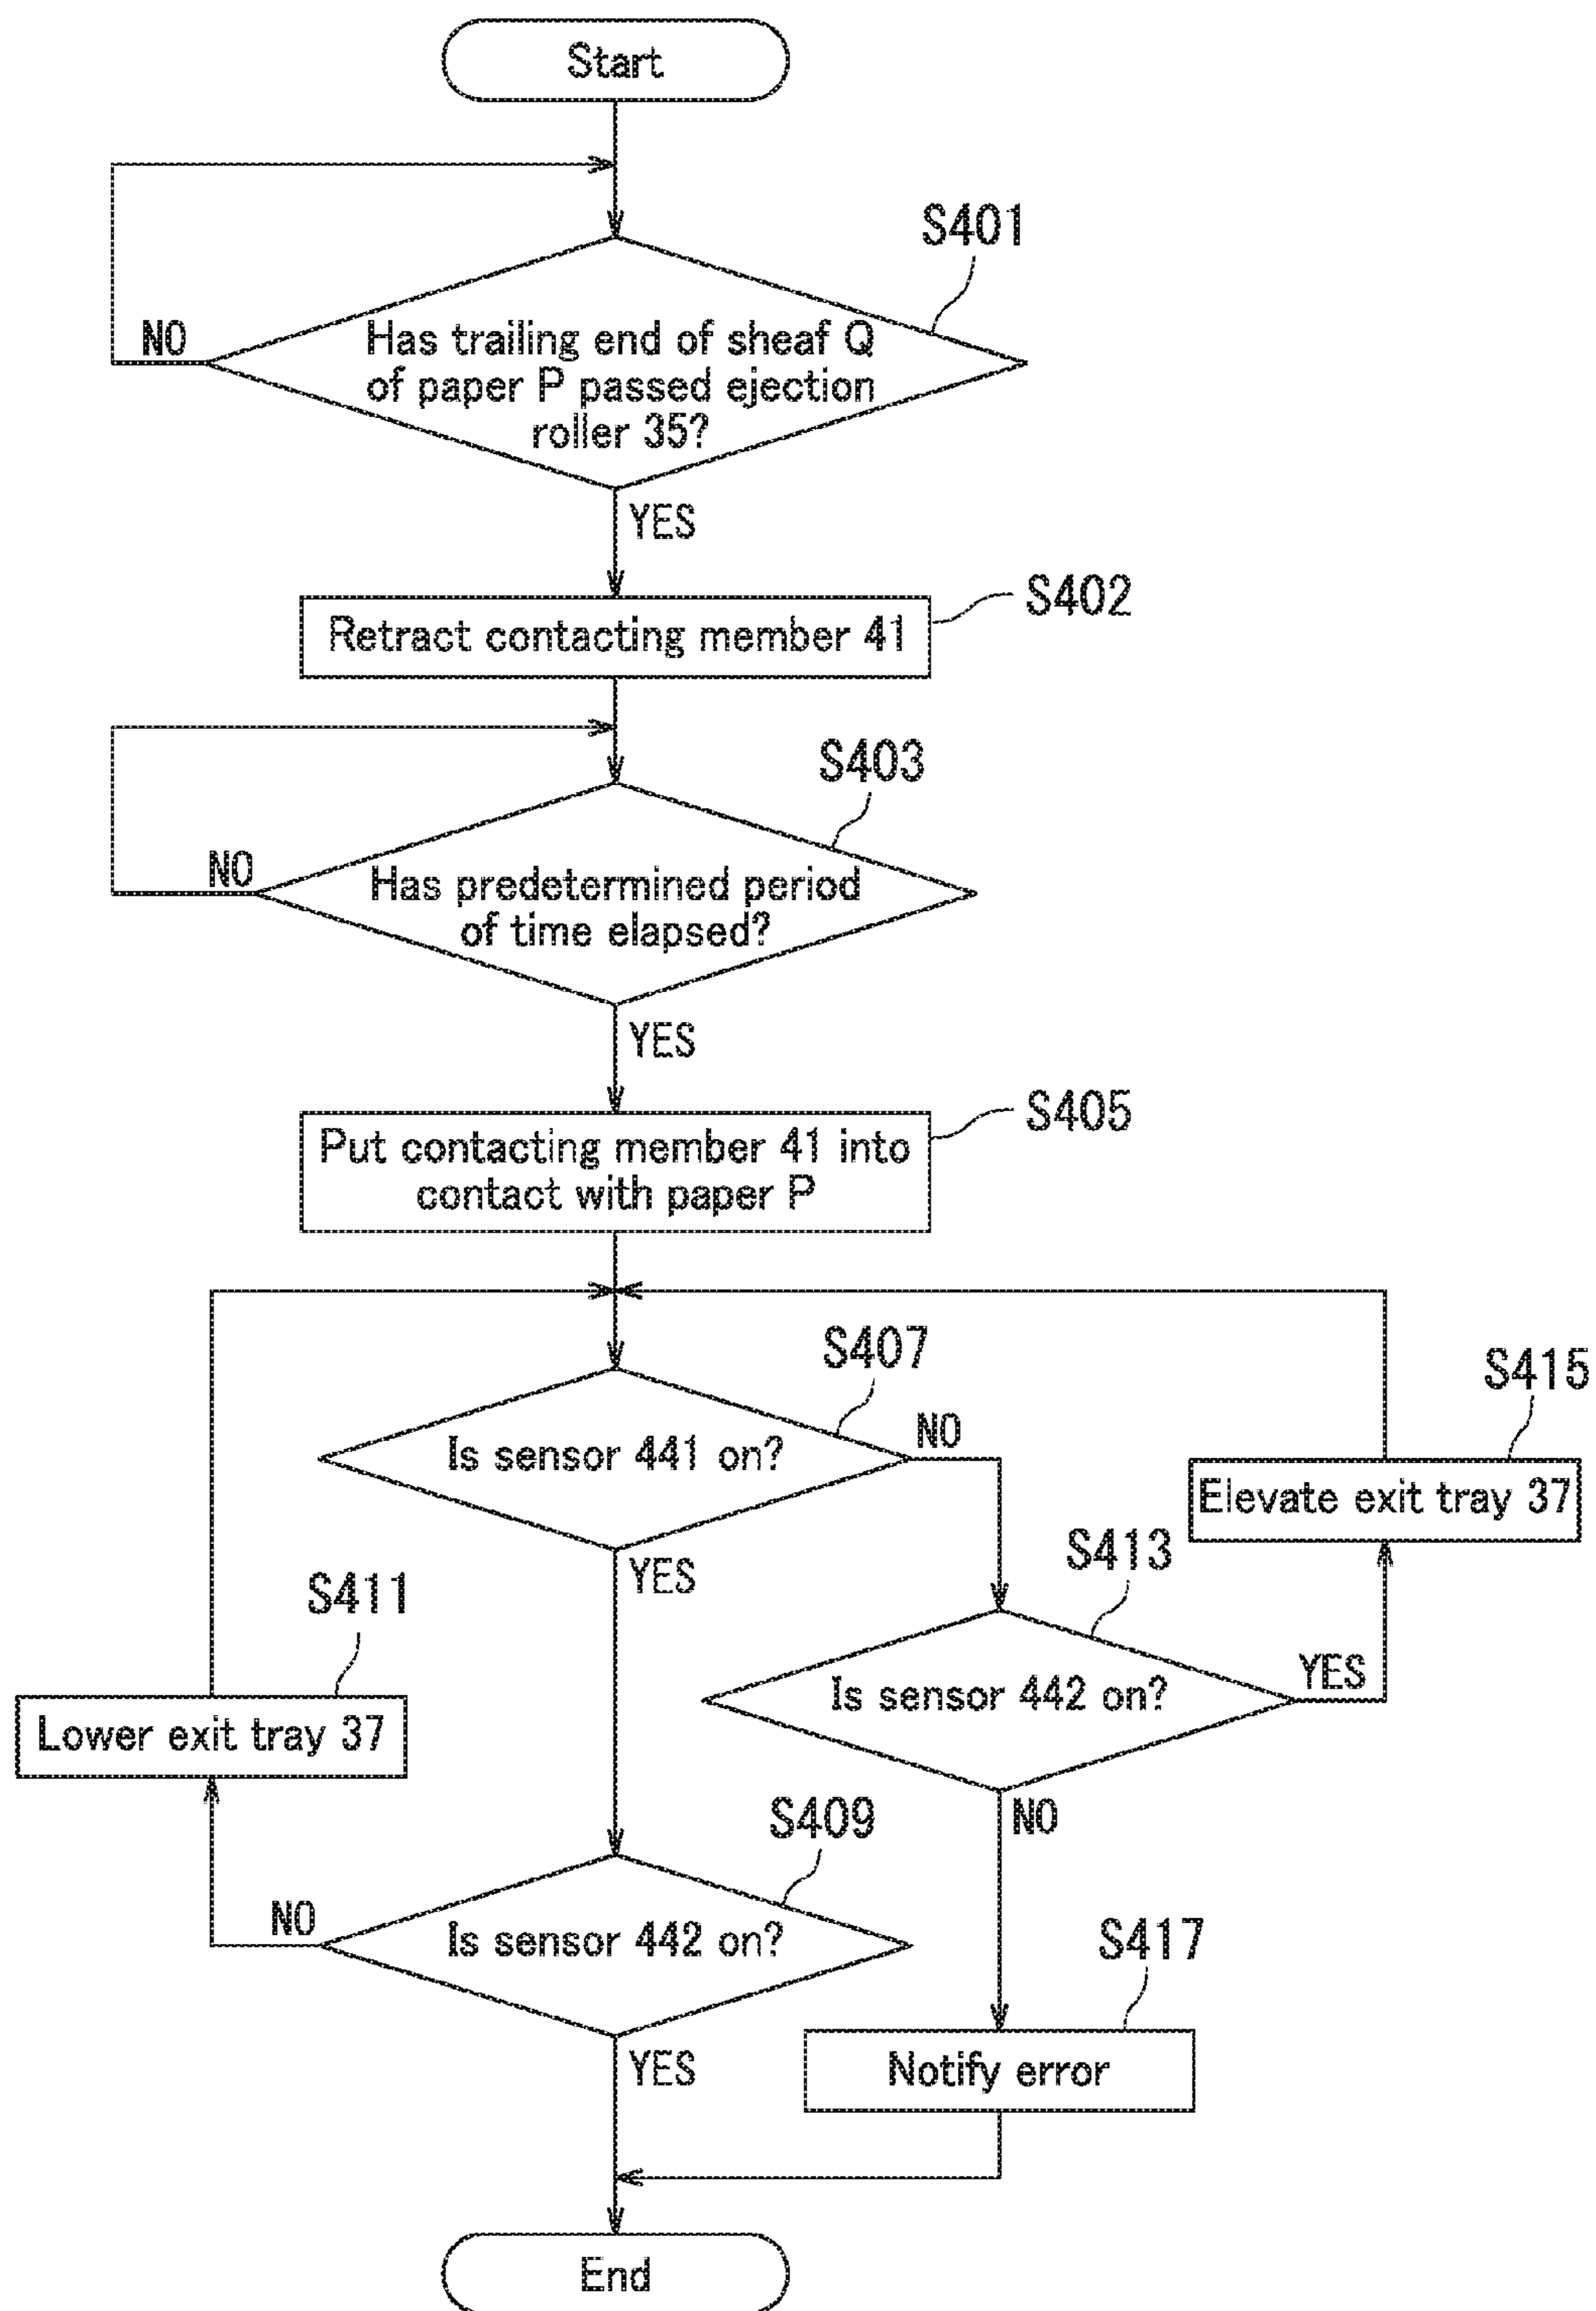 Start
S401
NO
Has trailing end of sheaf Q
of paper P passed ejection
roller 35?
YES
S402
Retract contacting member 41
S403
NO
Has predetermined period
of time elapsed?
YES
S405
Put contacting member 41 into
contact with paper P
S407
Is sensor 441 on?
NO
S415
Elevate exit tray 37
YES
S413
Is sensor 442 on?
YES
S411
Lower exit tray 37
NO
S409
NO
Is sensor 442 on?
S417
YES
Notify error
End